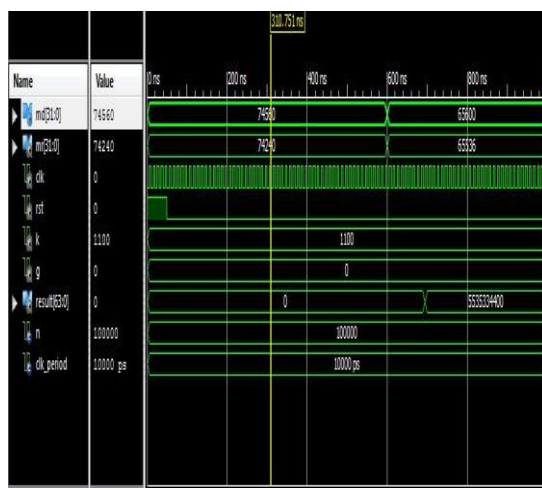 310.751 ns
Name Value 0 ns 200 ns 400 ns 600 ns 800 ns
md[31:0] 74560 74560 65600
mr[31:0] 74240 74240 65536
clk 0
rst 0
k 1100 1100
g 0 0
result[63:0] 0 0 5535334400
n 100000 100000
clk_period 10000 ps 10000 ps